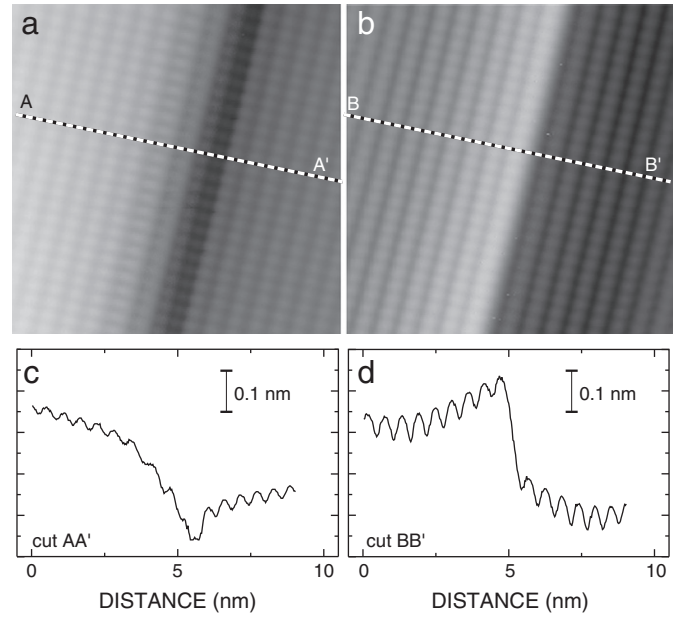 a
b
A
A'
B
B'
c
0.1 nm
cut AA'
0
5
10
DISTANCE (nm)
d
0.1 nm
cut BB'
0
5
10
DISTANCE (nm)